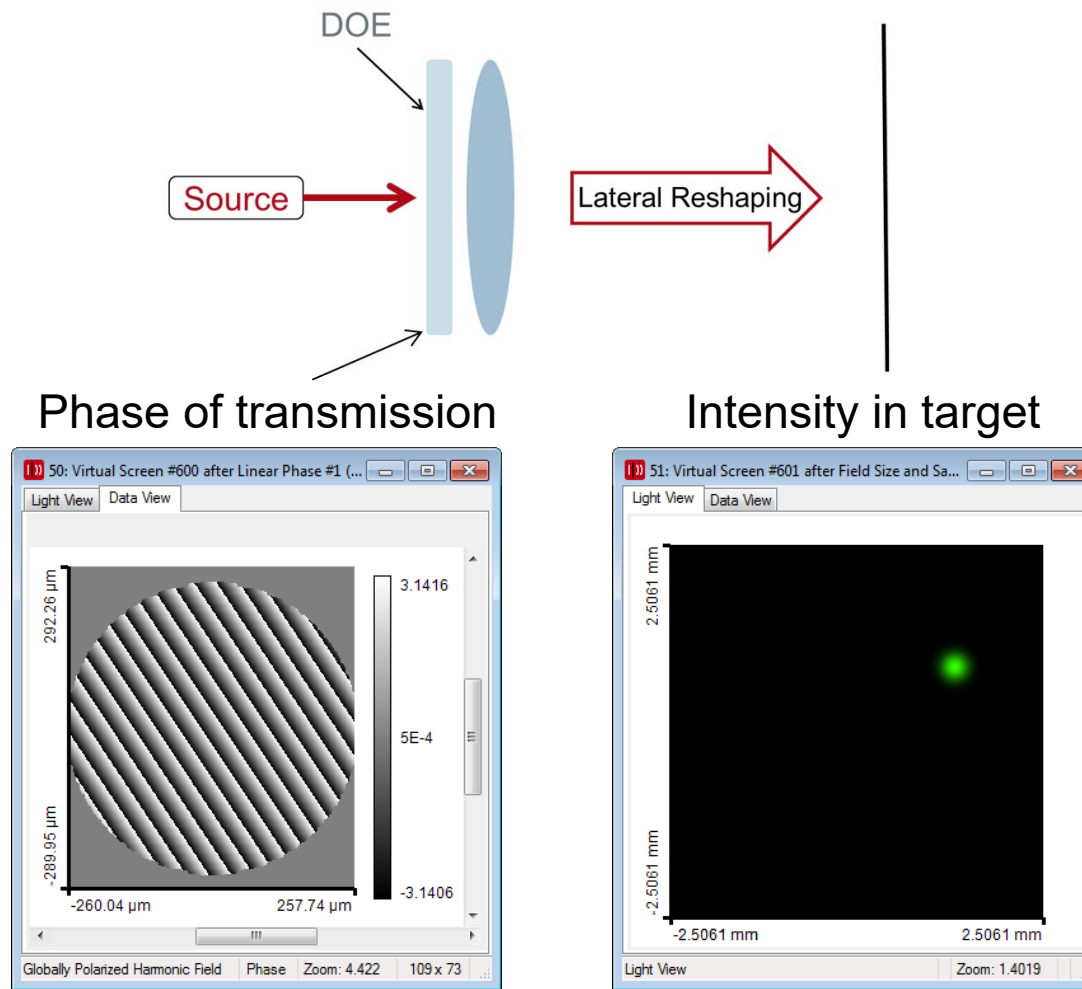 DOE
Source
Lateral Reshaping
Phase of transmission
Intensity in target
50: Virtual Screen #600 after Linear Phase #1 (...
Light View
Data View
292.26 µm
-289.95 µm
-260.04 µm
257.74 µm
3.1416
5E-4
-3.1406
Globally Polarized Harmonic Field
Phase
Zoom: 4.422
109 x 73
51: Virtual Screen #601 after Field Size and Sa...
Light View
Data View
2.5061 mm
-2.5061 mm
-2.5061 mm
2.5061 mm
Light View
Zoom: 1.4019